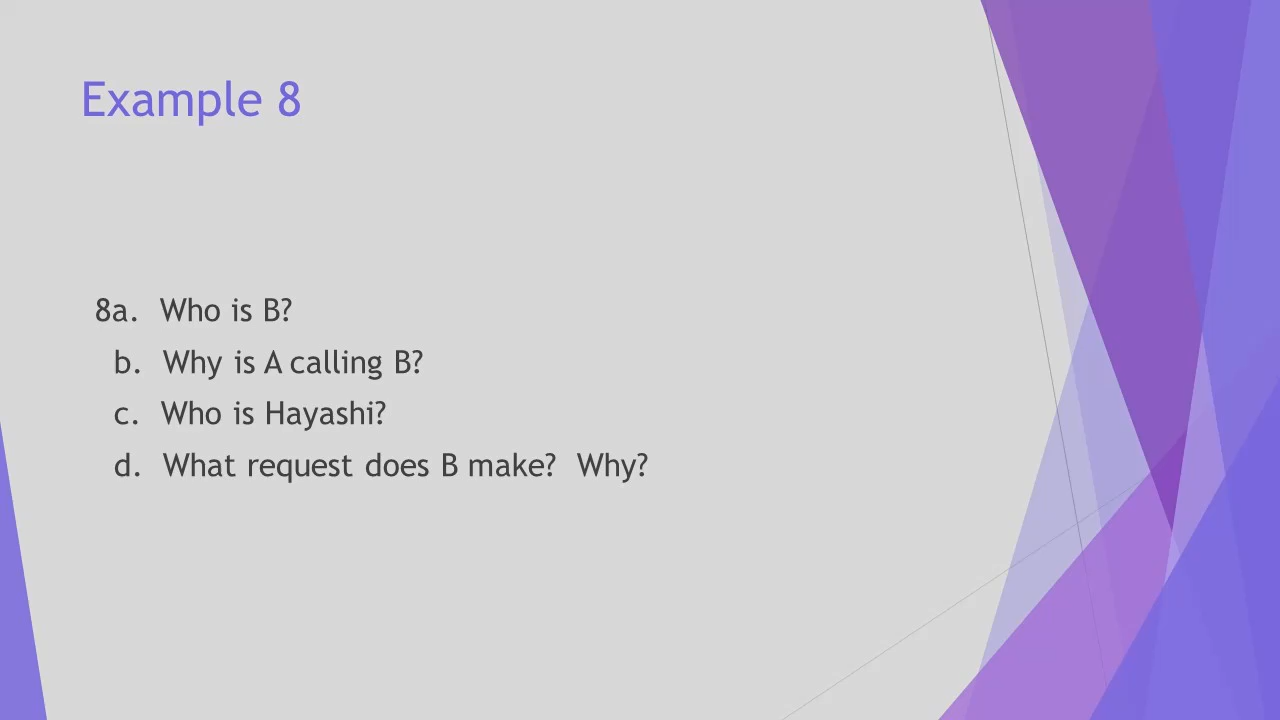 Example 8
8a. Who is B?
b. Why is A calling B?
c. Who is Hayashi?
d. What request does B make? Why?